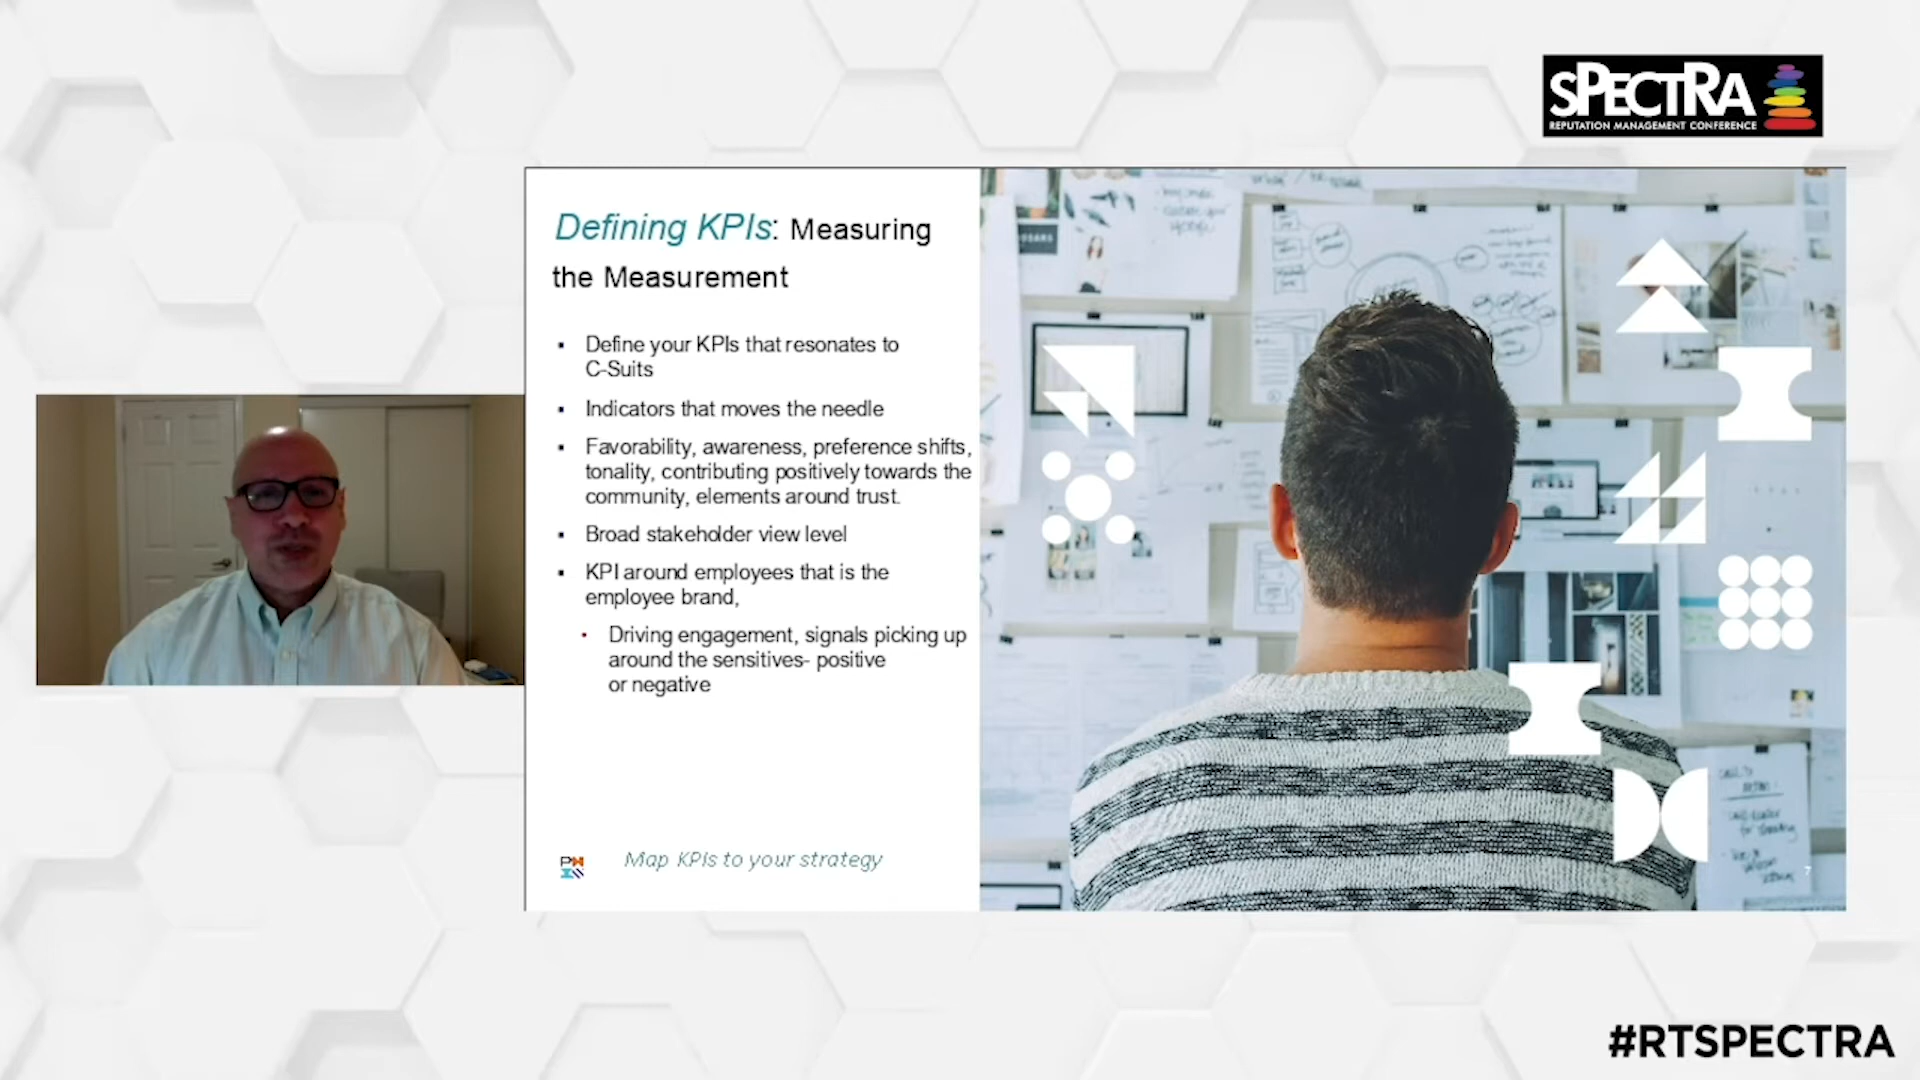 SPECTRA
REPUTATION MANAGEMENT CONFERENCE
Defining KPIs: Measuring
the Measurement
Define your KPIs that resonates to
C-Suits
Indicators that moves the needle
Favorability, awareness, preference shifts,
tonality, contributing positively towards the
community, elements around trust.
Broad stakeholder view level
KPI around employees that is the
employee brand,
Driving engagement, signals picking up
around the sensitives- positive
or negative
Map KPIs to your strategy
7
#RTSPECTRA